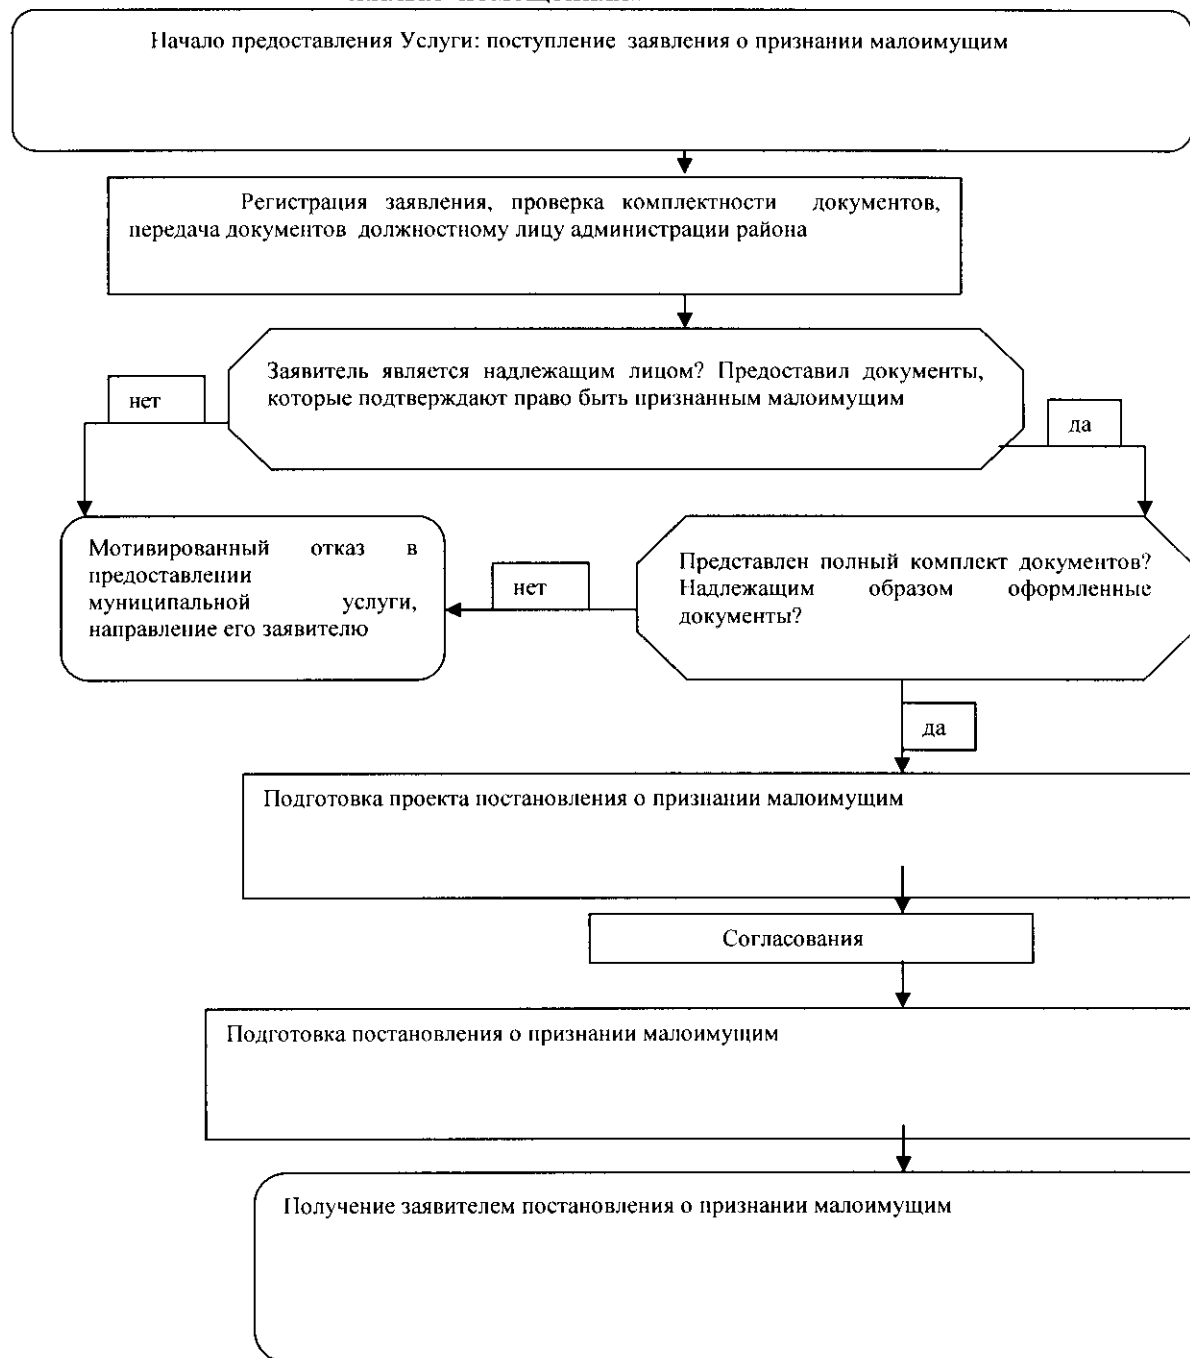 Начало предоставления Услуги: поступление заявления о признании малоимущим
Регистрация заявления, проверка комплектности документов,
передача документов должностному лицу администрации района
Заявитель является надлежащим лицом? Предоставил документы,
которые подтверждают право быть признанным малоимущим
нет
да
Мотивированный отказ в
предоставлении
муниципальной услуги,
направление его заявителю
нет
Представлен полный комплект документов?
Надлежащим образом оформленные
документы?
да
Подготовка проекта постановления о признании малоимущим
Согласования
Подготовка постановления о признании малоимущим
Получение заявителем постановления о признании малоимущим